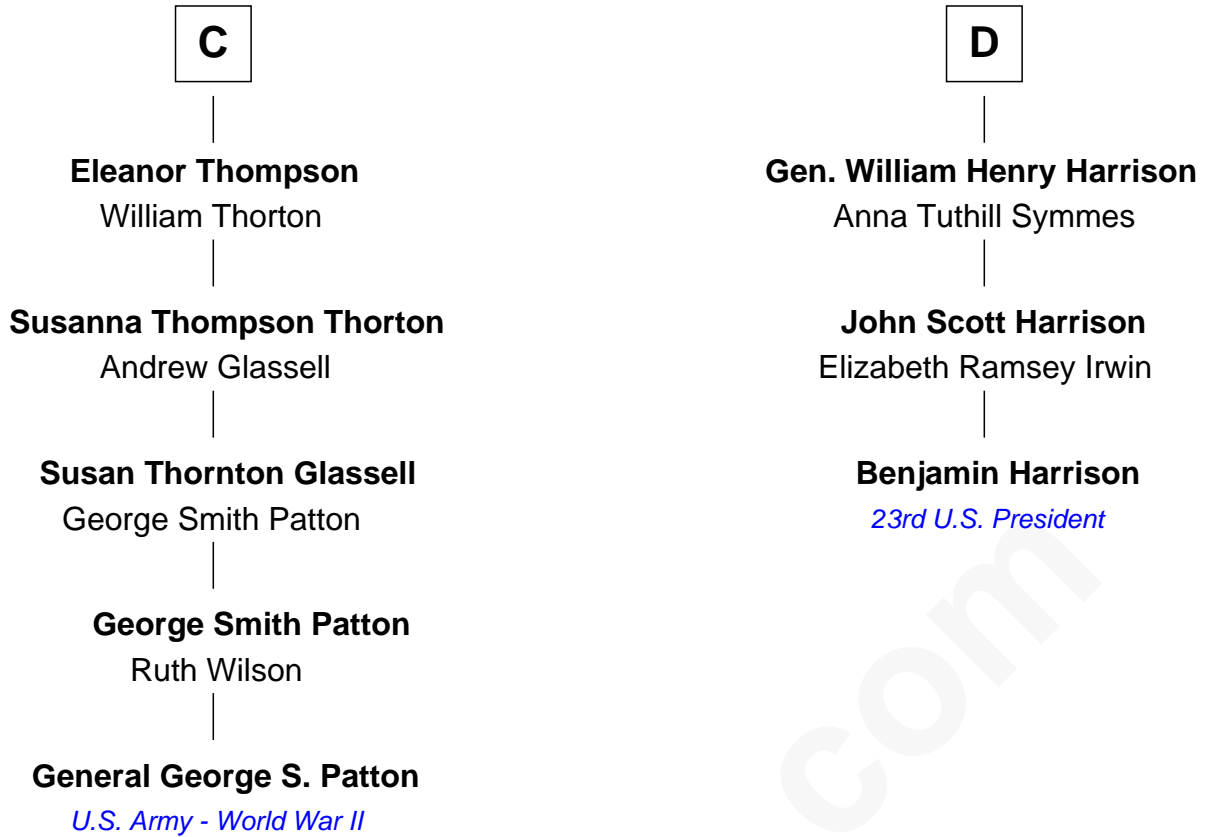 C
Eleanor Thompson
William Thorton
Susanna Thompson Thorton
Andrew Glassell
Susan Thornton Glassell
George Smith Patton
George Smith Patton
Ruth Wilson
General George S. Patton
U.S. Army - World War II
D
Gen. William Henry Harrison
Anna Tuthill Symmes
John Scott Harrison
Elizabeth Ramsey Irwin
Benjamin Harrison
23rd U.S. President
com